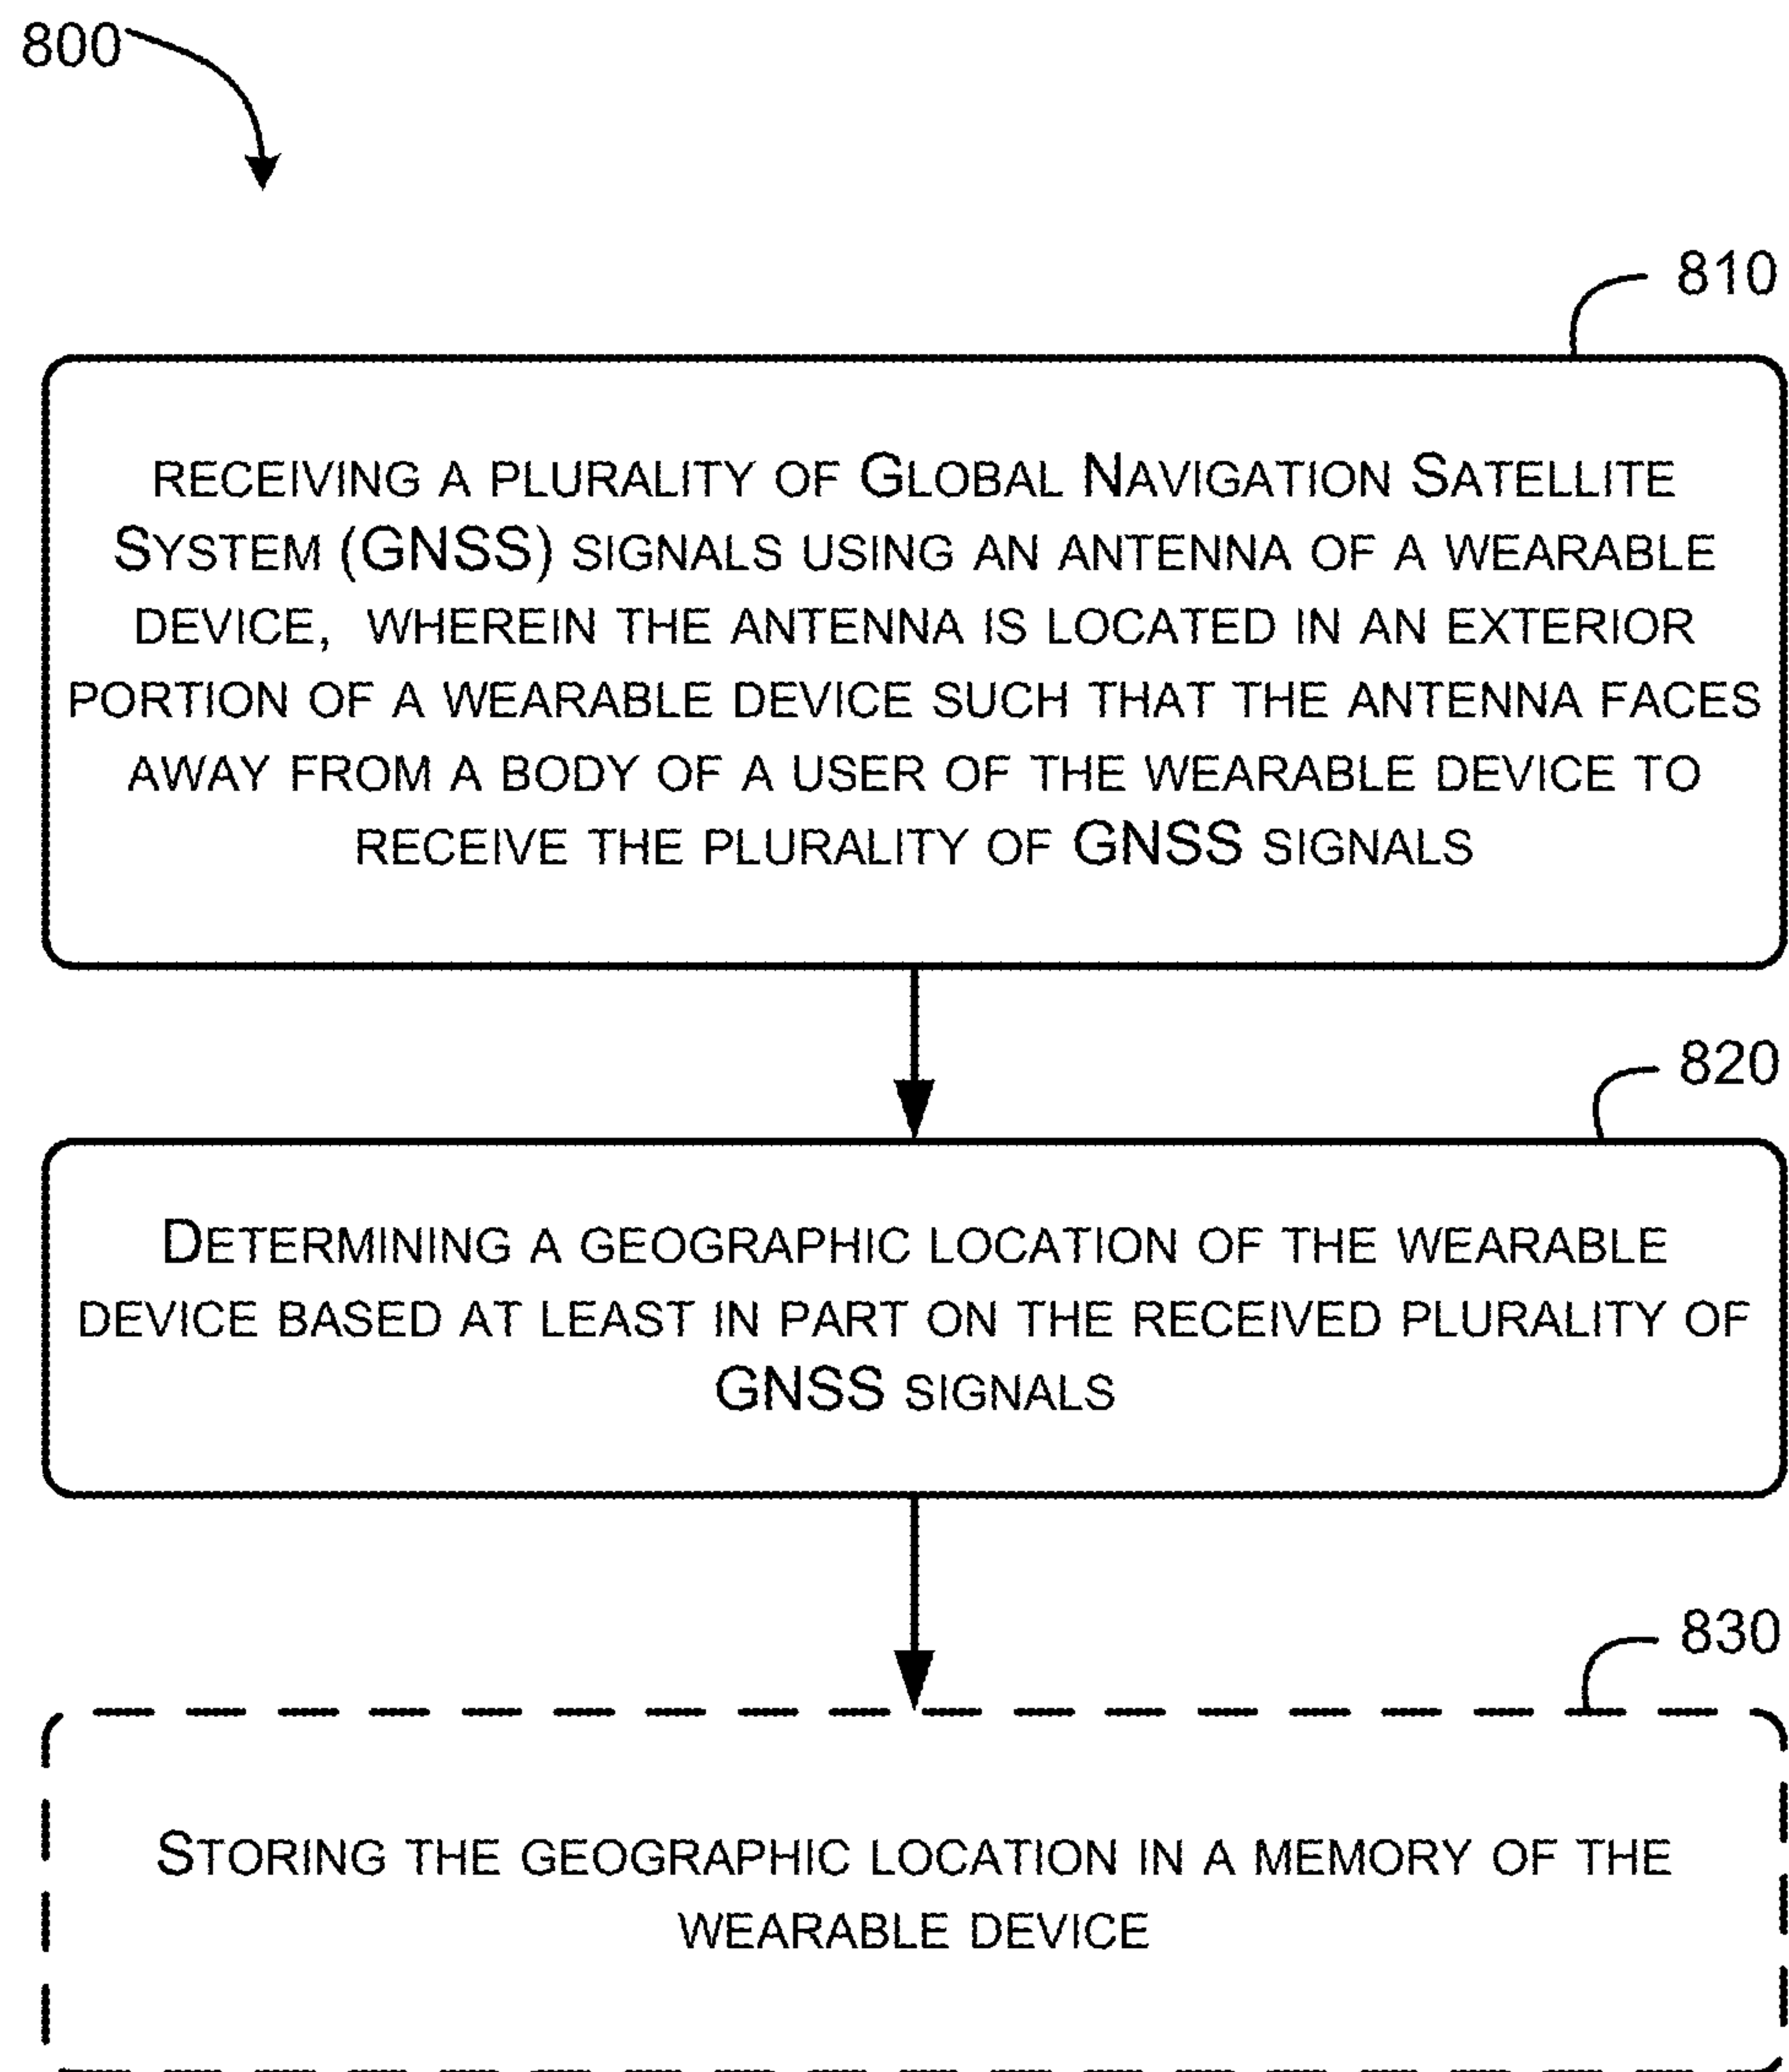 800
810
RECEIVING A PLURALITY OF GLOBAL NAVIGATION SATELLITE
SYSTEM (GNSS) SIGNALS USING AN ANTENNA OF A WEARABLE
DEVICE, WHEREIN THE ANTENNA IS LOCATED IN AN EXTERIOR
PORTION OF A WEARABLE DEVICE SUCH THAT THE ANTENNA FACES
AWAY FROM A BODY OF A USER OF THE WEARABLE DEVICE TO
RECEIVE THE PLURALITY OF GNSS SIGNALS
820
DETERMINING A GEOGRAPHIC LOCATION OF THE WEARABLE
DEVICE BASED AT LEAST IN PART ON THE RECEIVED PLURALITY OF
GNSS SIGNALS
830
STORING THE GEOGRAPHIC LOCATION IN A MEMORY OF THE
WEARABLE DEVICE